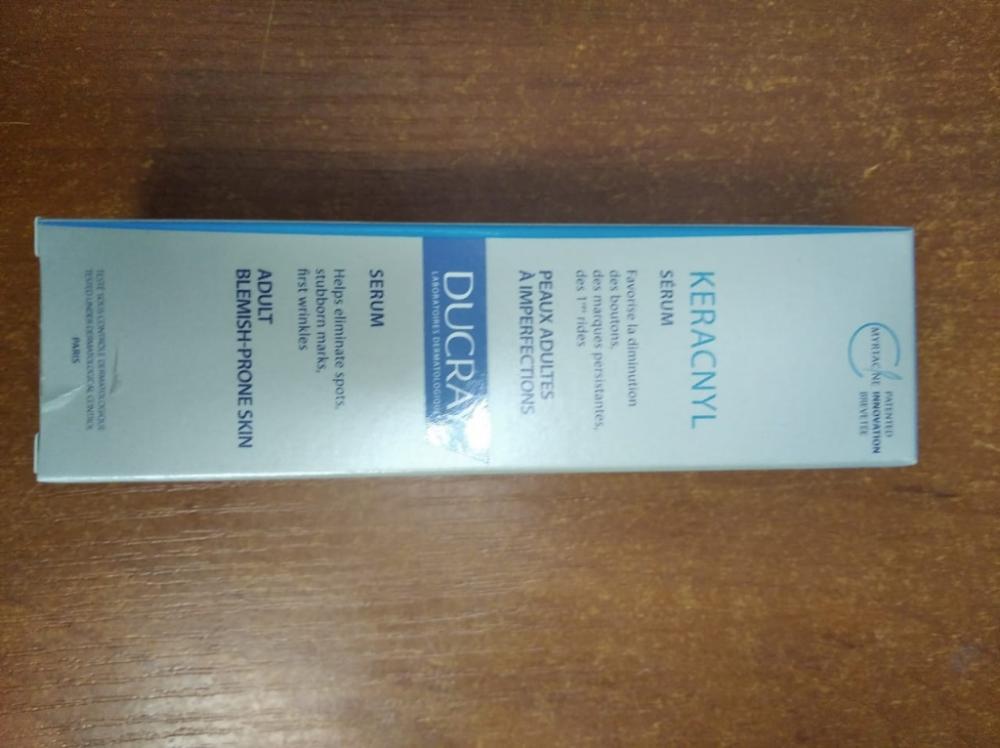 MYRTACINE
PATENTED
INNOVATION
BREVETÉE
KERACNYL
SÉRUM
Favorise la diminution
des boutons,
des marques persistantes,
des 1ères rides
PEAUX ADULTES
À IMPERFECTIONS
DUCRAY
LABORATOIRES DERMATOLOGIQUES
SERUM
Helps eliminate spots,
stubborn marks,
first wrinkles
ADULT
BLEMISH-PRONE SKIN
TESTÉ SOUS CONTRÔLE DERMATOLOGIQUE
TESTED UNDER DERMATOLOGICAL CONTROL
PARIS